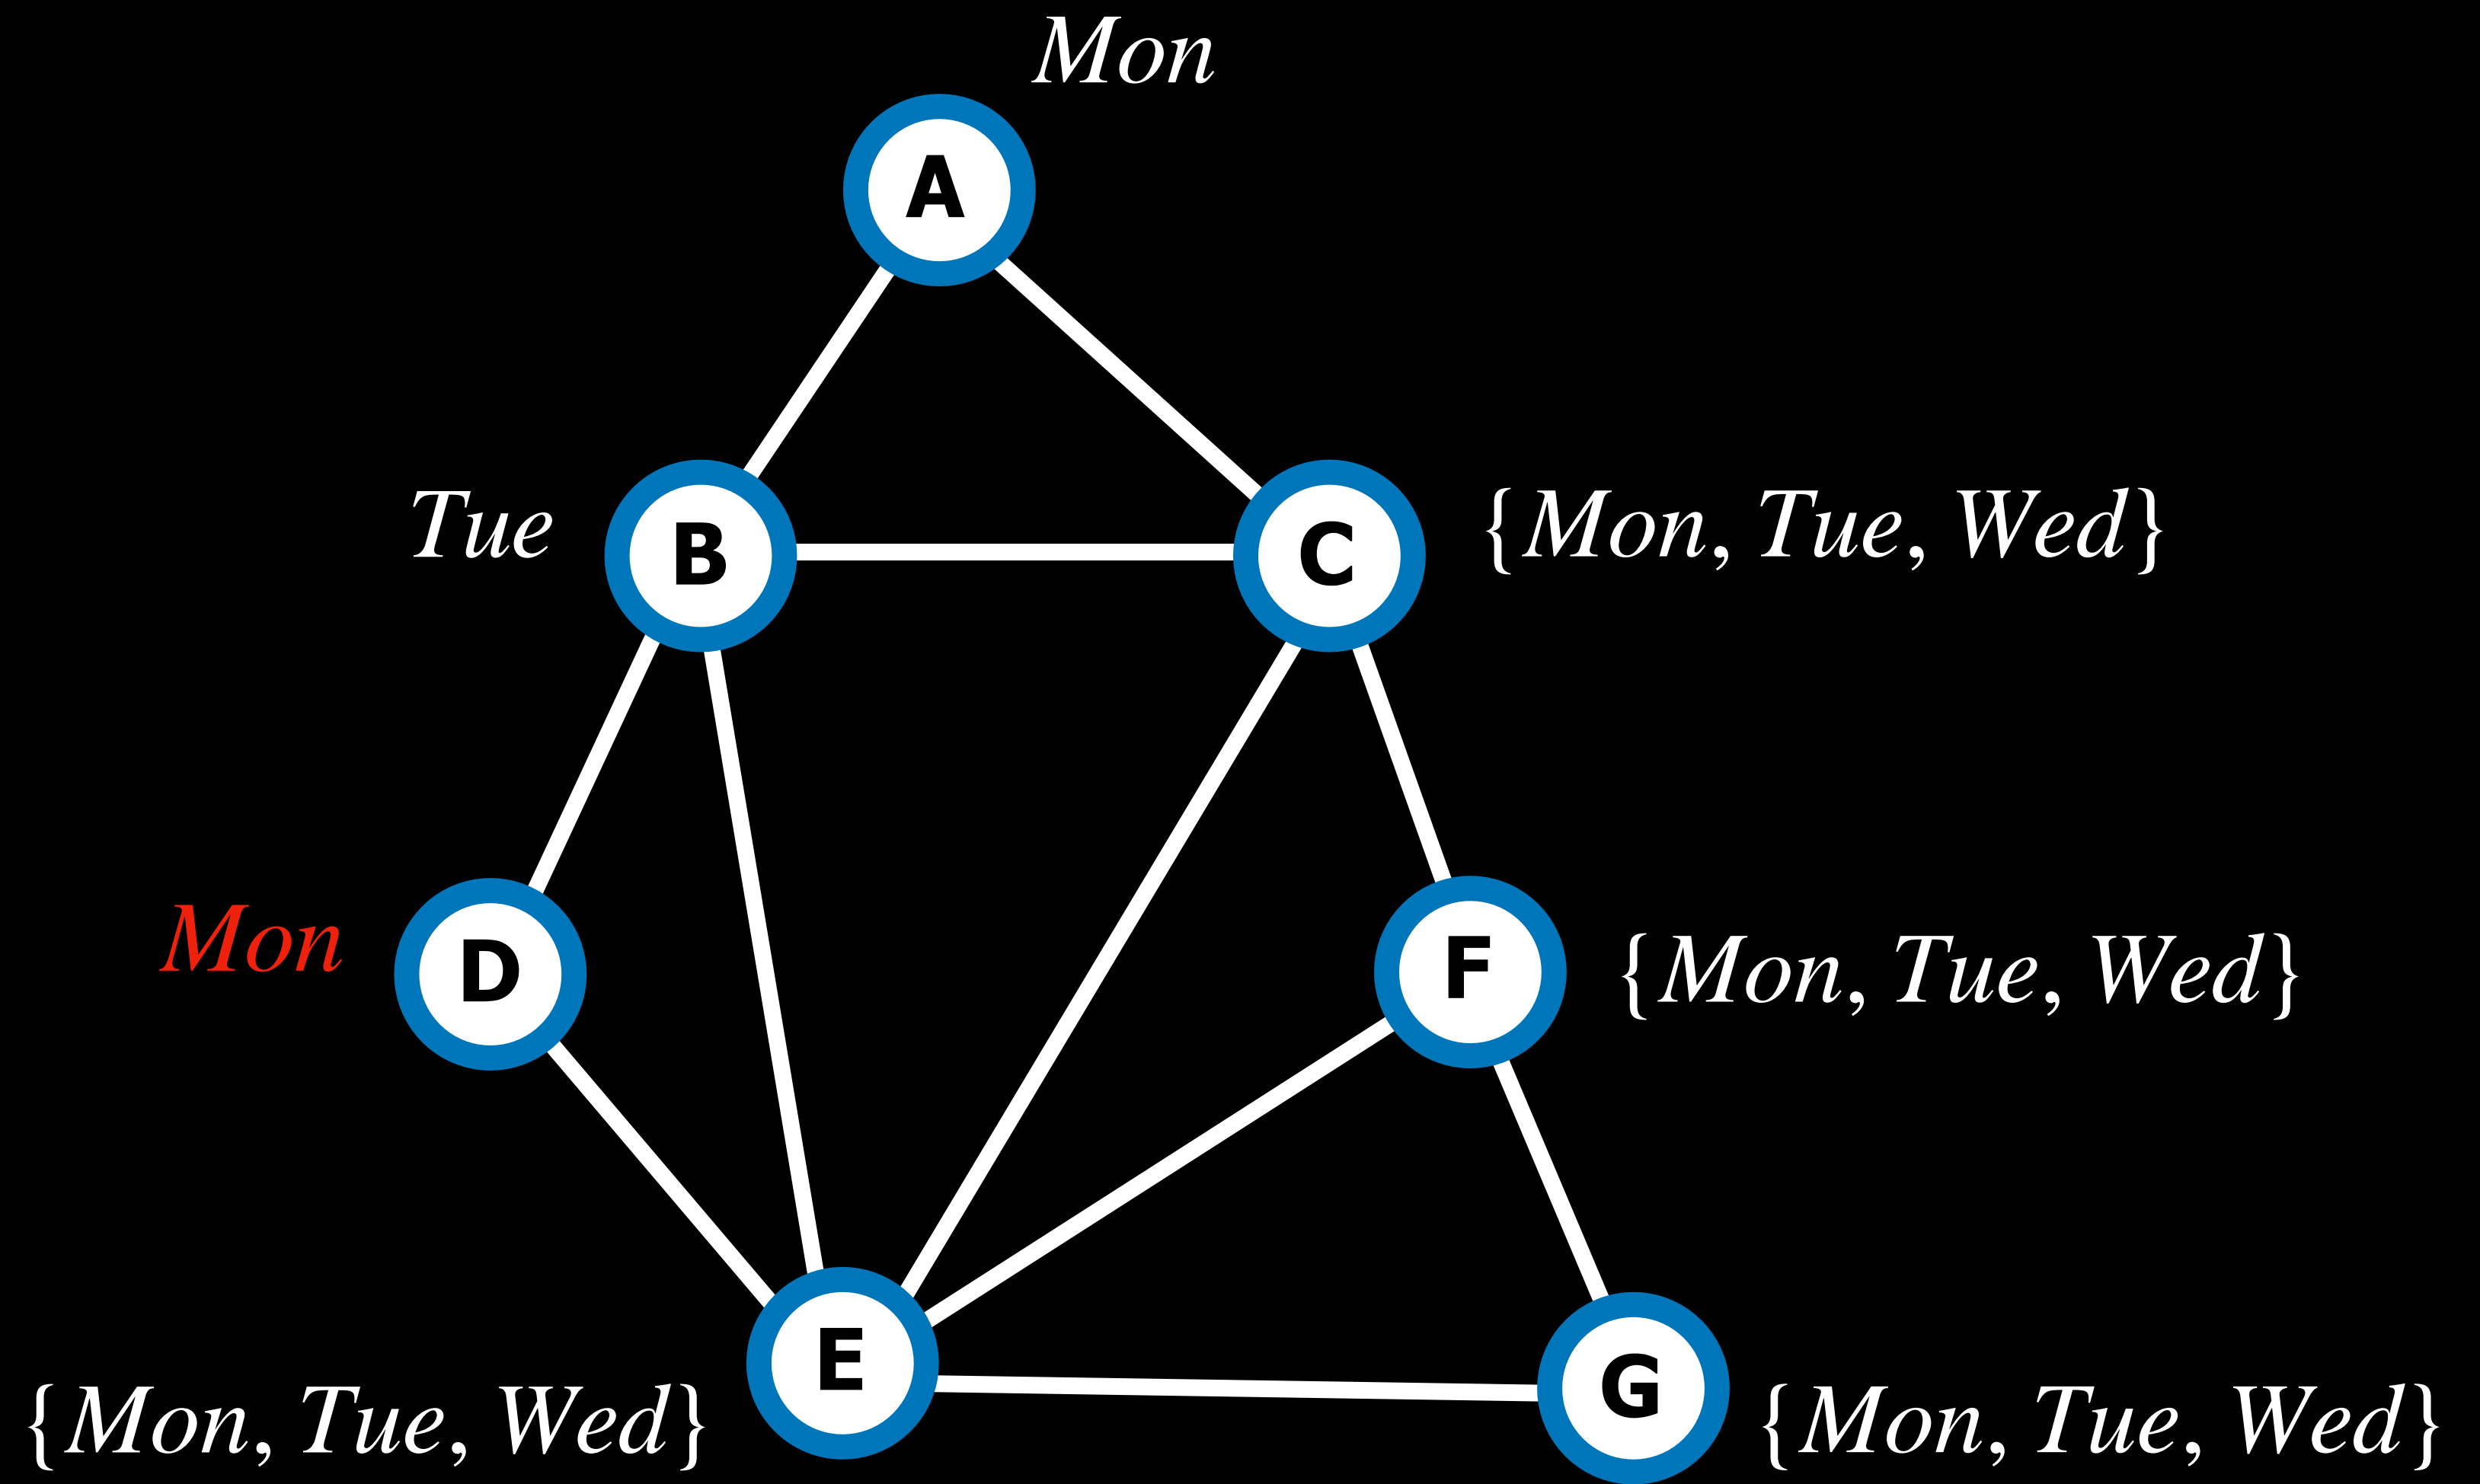 Mon
A
Tue
B
C
{Mon, Tue, Wed}
Mon
D
F
{Mon, Tue, Wed}
E
G
{Mon, Tue, Wed}
{Mon, Tue, Wed}